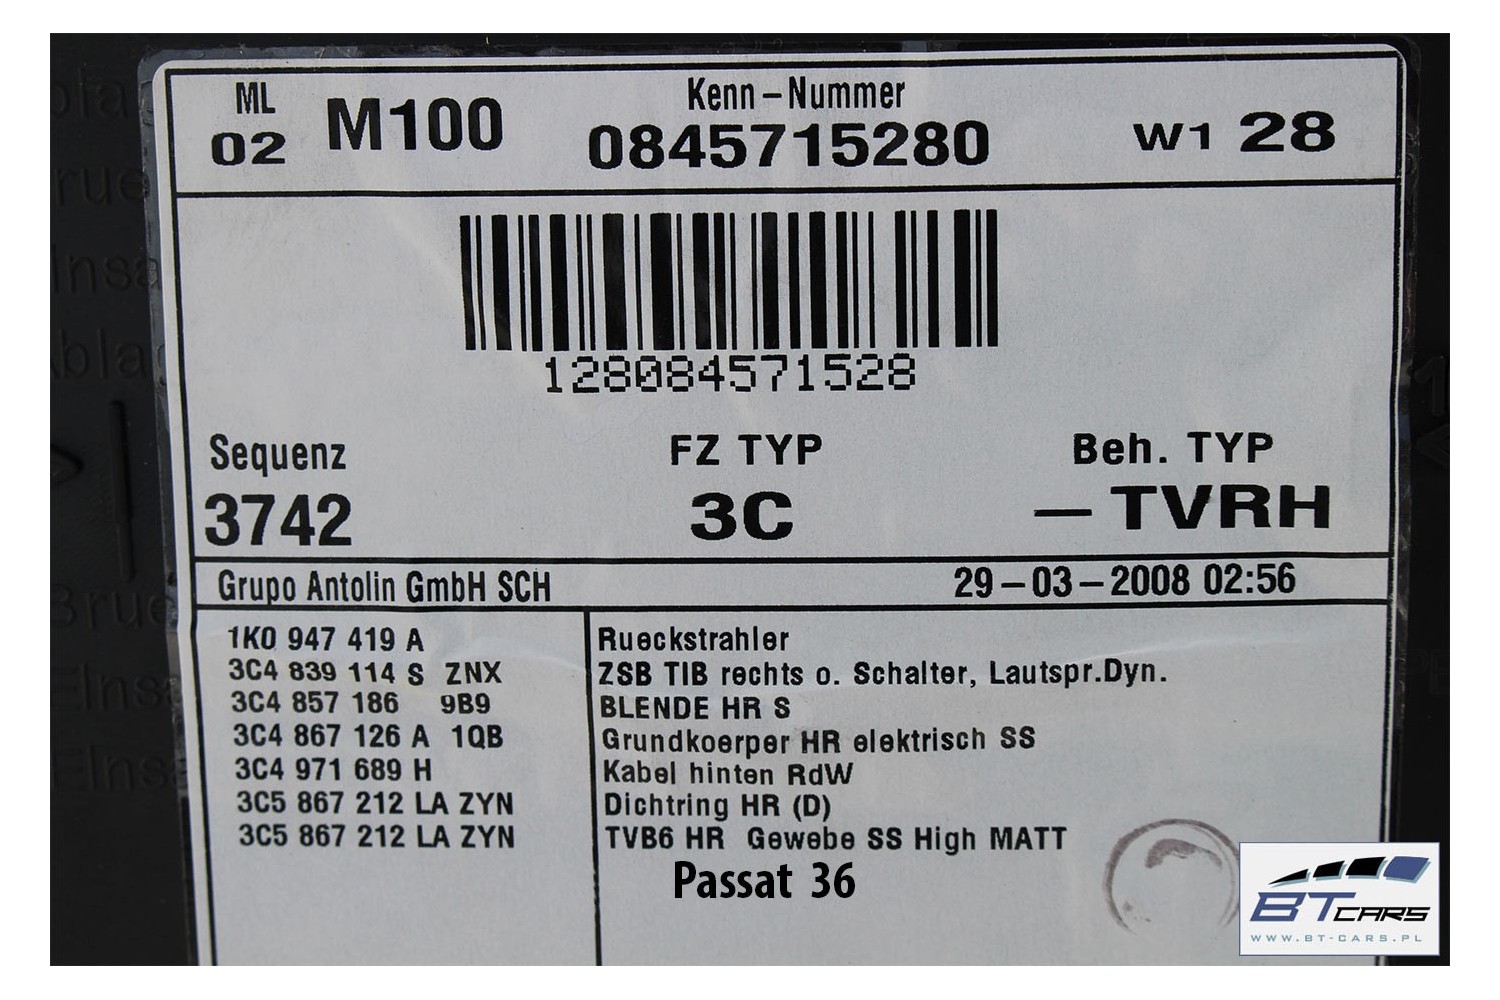 ML
02 M100
Kenn-Nummer
0845715280
W1 28
128084571528
Sequenz FZ TYP Beh. TYP
3742 3C -TVRH
Grupo Antolin GmbH SCH 29-03-2008 02:56
1K0 947 419 A Rueckstrahler
3C4 839 114 S ZNX ZSB TIB rechts o. Schalter, Lautspr.Dyn.
3C4 857 186 9B9 BLENDE HR S
3C4 867 126 A 1QB Grundkoerper HR elektrisch SS
3C4 971 689 H Kabel hinten RdW
3C5 867 212 LA ZYN Dichtring HR (D)
3C5 867 212 LA ZYN TVB6 HR Gewebe SS High MATT
Passat 36
BTCARS
WWW.BT-CARS.PL